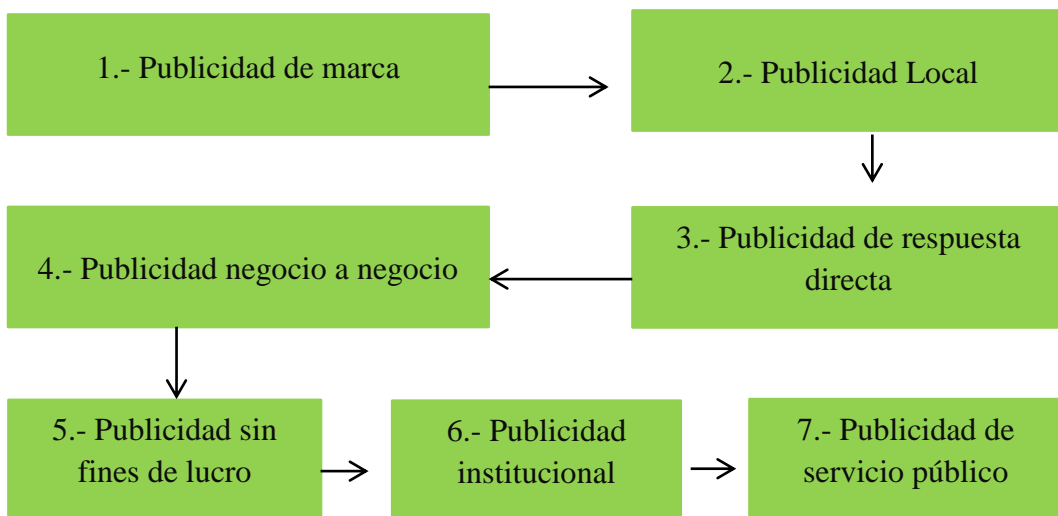 1.- Publicidad de marca
2.- Publicidad Local
3.- Publicidad de respuesta
directa
4.- Publicidad negocio a negocio
5.- Publicidad sin
fines de lucro
6.- Publicidad
institucional
7.- Publicidad de
servicio público